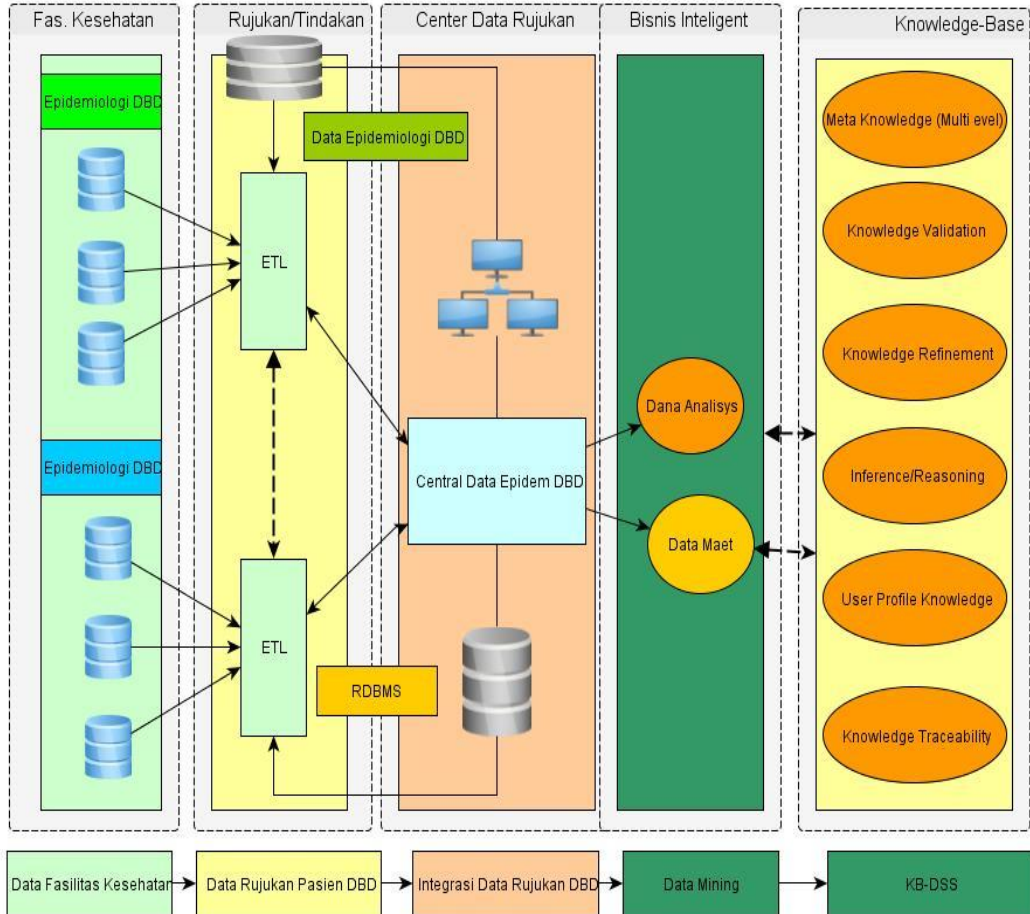 Fas. Kesehatan
Rujukan/Tindakan
Center Data Rujukan
Bisnis Inteligent
Knowledge-Base
Epidemiologi DBD
Data Epidemiologi DBD
ETL
Epidemiologi DBD
ETL
RDBMS
Central Data Epidem DBD
Dana Analisys
Data Maet
Meta Knowledge (Multi evel)
Knowledge Validation
Knowledge Refinement
Inference/Reasoning
User Profile Knowledge
Knowledge Traceability
Data Fasilitas Kesehatan
Data Rujukan Pasien DBD
Integrasi Data Rujukan DBD
Data Mining
KB-DSS